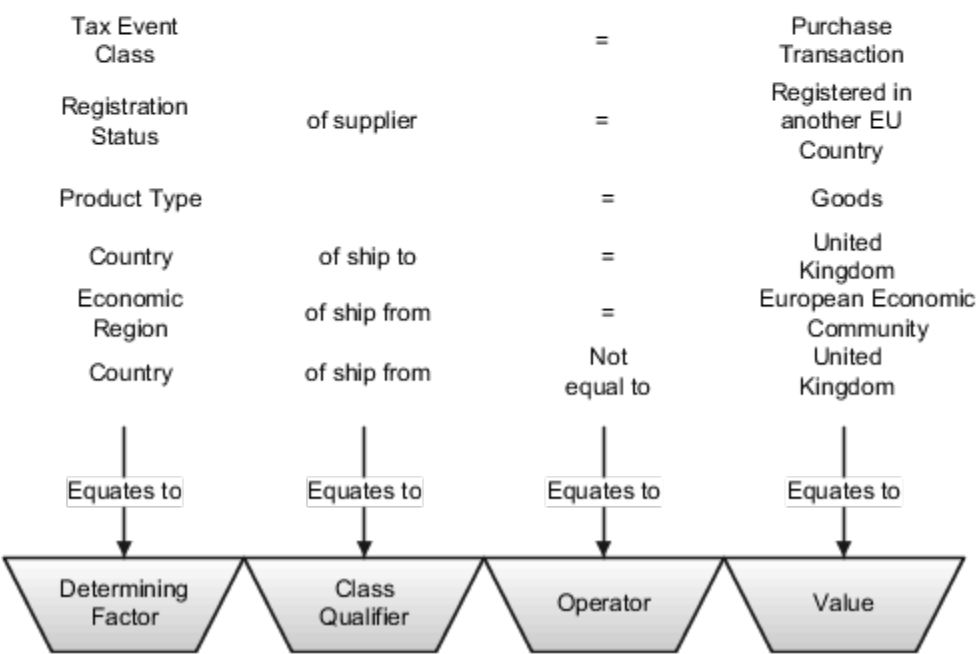 Tax Event
Class
=
Purchase
Transaction
Registration
Status
of supplier
=
Registered in
another EU
Country
Product Type
=
Goods
Country
of ship to
=
United
Kingdom
Economic
Region
of ship from
=
European Economic
Community
Country
of ship from
Not
equal to
United
Kingdom
Equates to
Equates to
Equates to
Equates to
Determining
Factor
Class
Qualifier
Operator
Value